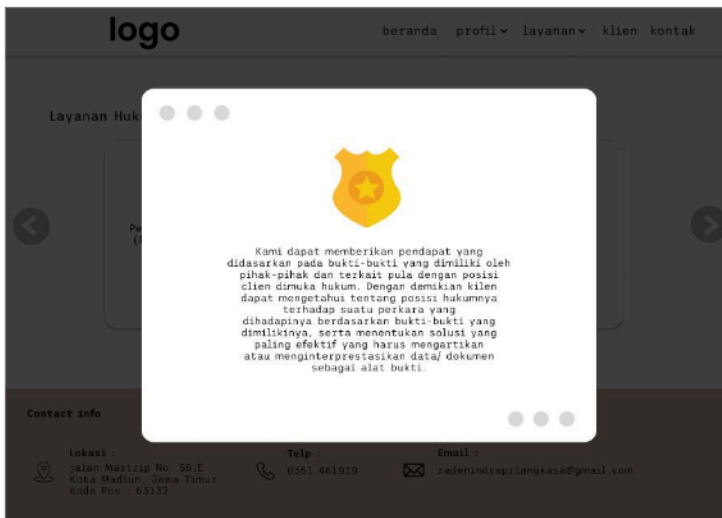 logo
beranda profil layanan klien kontak
Layanan Huk
Pe
(
Kami dapat memberikan pendapat yang
didasarkan pada bukti-bukti yang dimiliki oleh
pihak-pihak dan terkait pula dengan posisi
clien dimuka hukum. Dengan demikian kilen
dapat mengetahui tentang posisi hukumnya
terhadap suatu perkara yang
dihadapinya berdasarkan bukti-bukti yang
dimilikinya, serta menentukan solusi yang
paling efektif yang harus mengartikan
atau menginterprestasikan data/ dokumen
sebagai alat bukti.
Contact info
Lokasi :
jalan Mastrip No. 56.E
Kota Madiun, Jawa Timur
Kode Pos : 63132
Telp :
0351.461919
Email :
radenindrapriangkasa@gmail.com